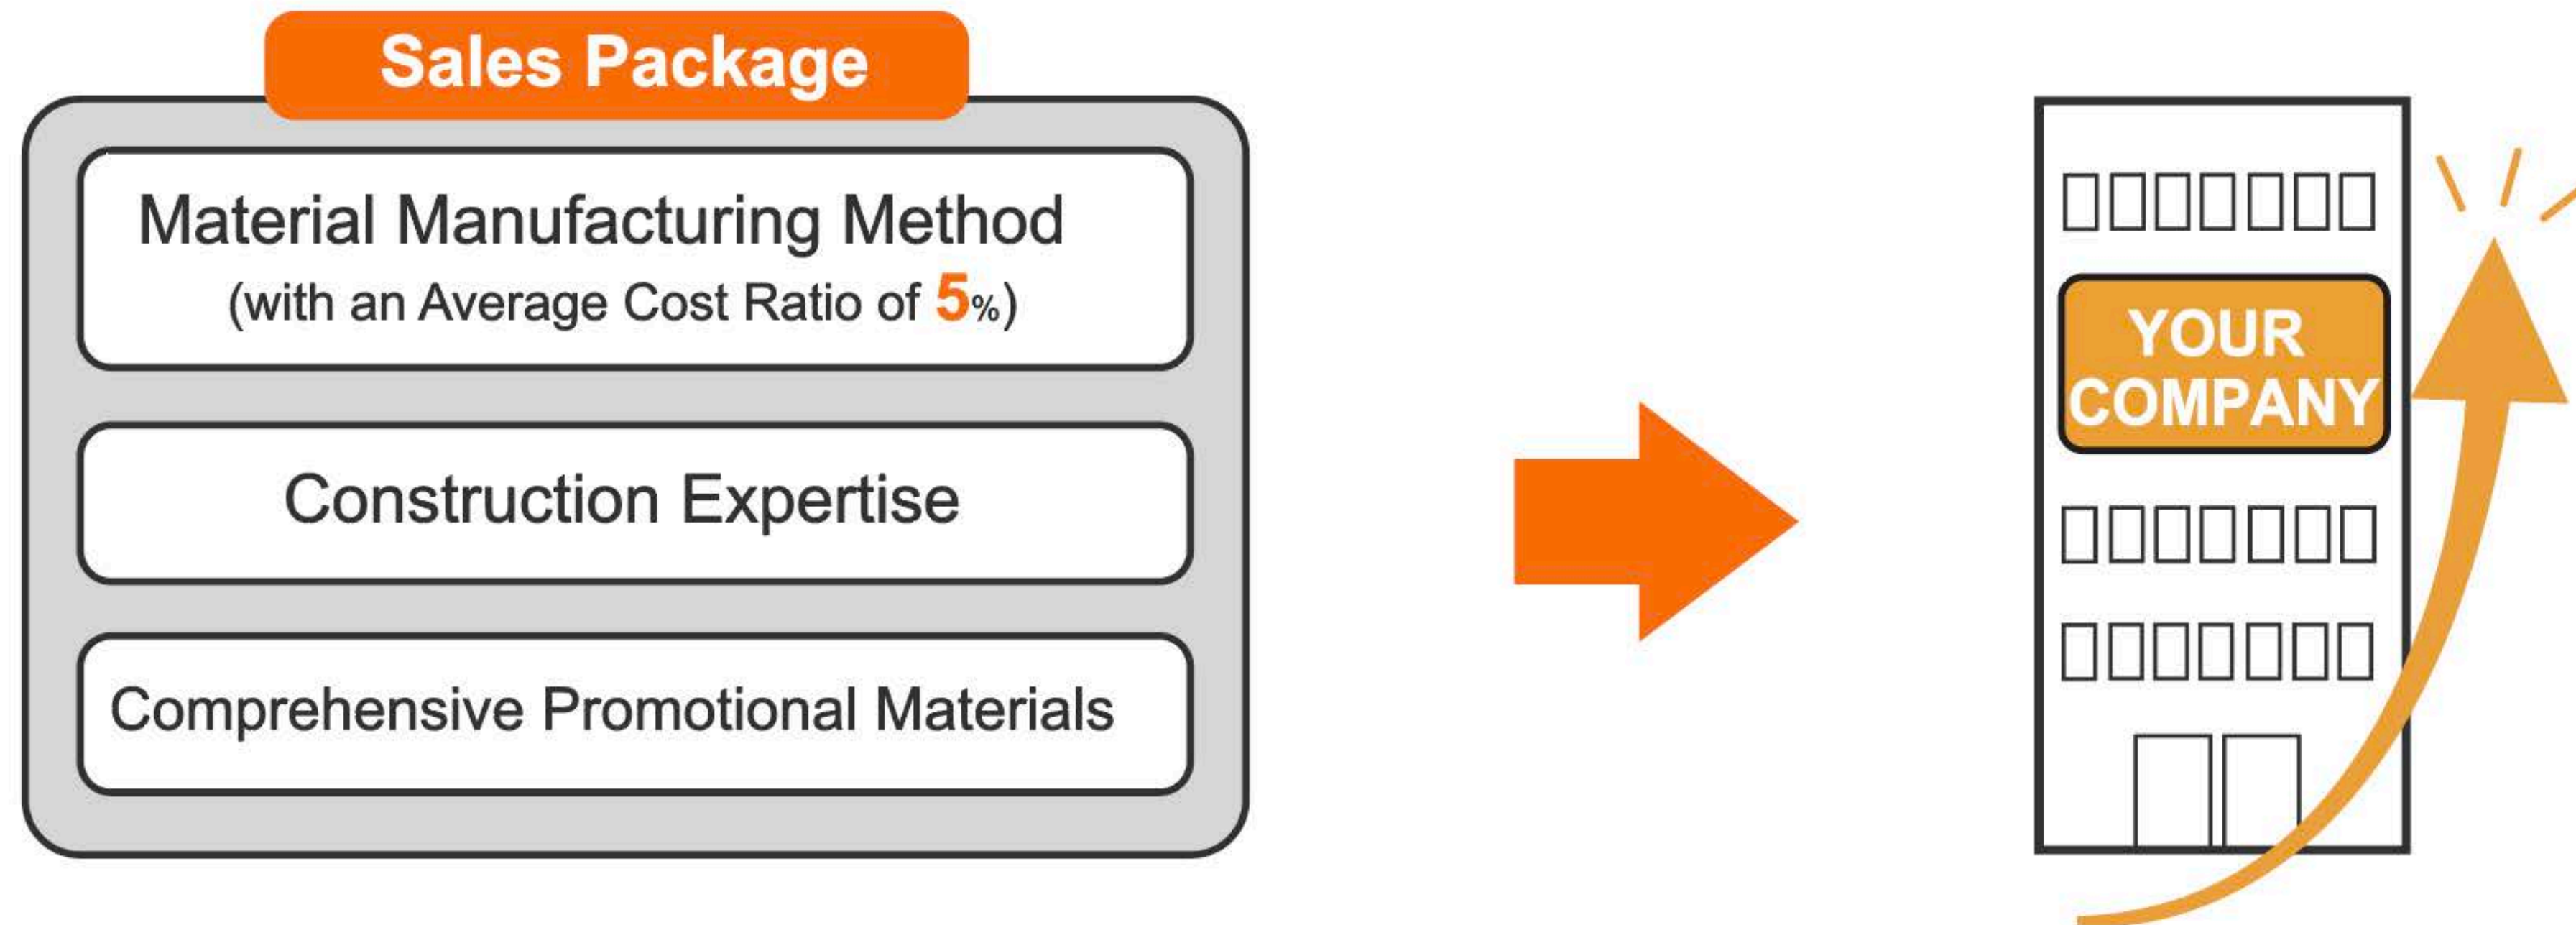 Sales Package
Material Manufacturing Method
(with an Average Cost Ratio of 5%)
Construction Expertise
Comprehensive Promotional Materials
YOUR
COMPANY